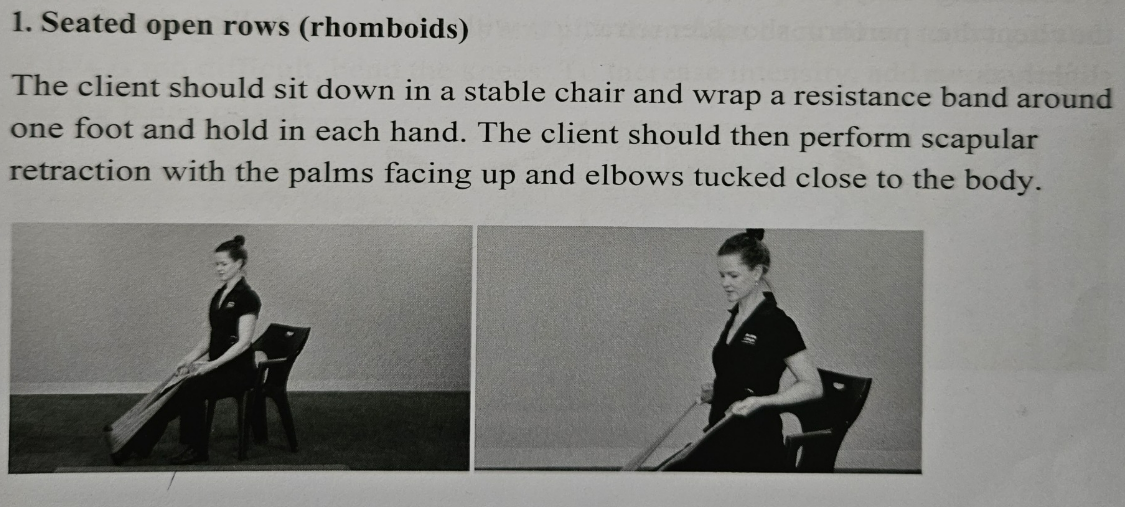 1. Seated open rows (rhomboids)
The client should sit down in a stable chair and wrap a resistance band around
one foot and hold in each hand. The client should then perform scapular
retraction with the palms facing up and elbows tucked close to the body.